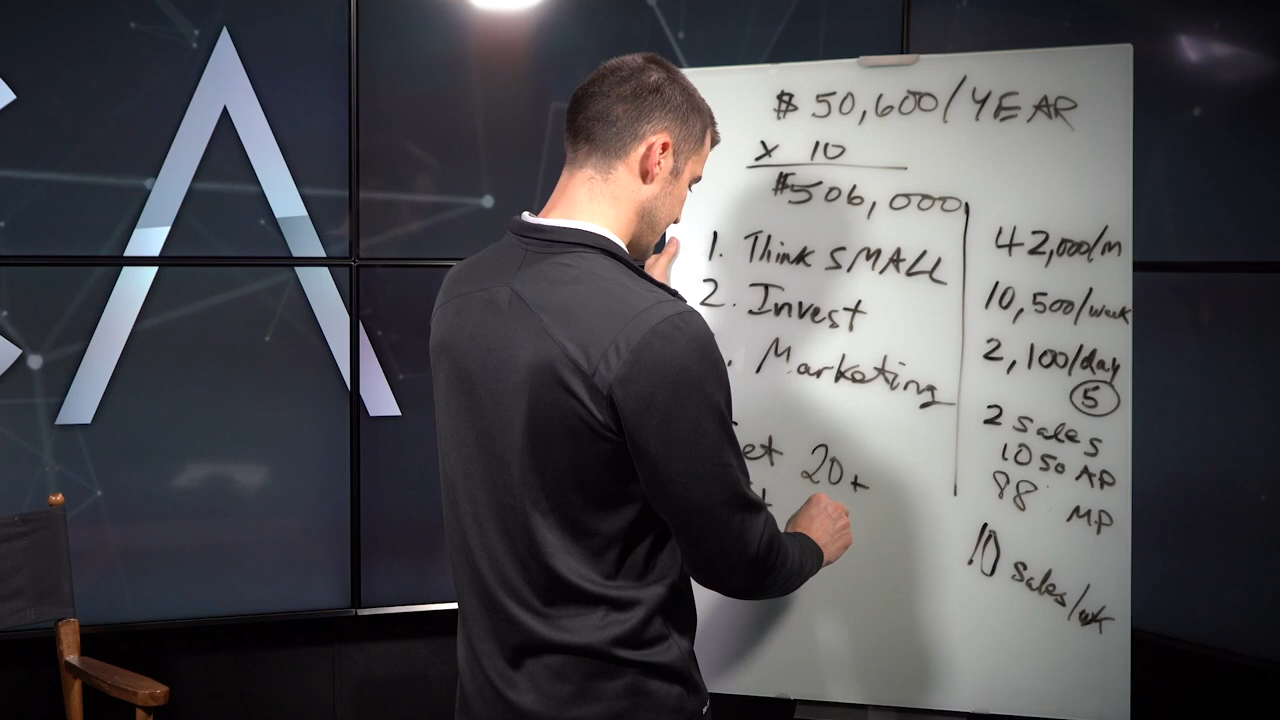 A
$ 50,600/YEAR
x 10
$506,000
1. Think SMALL
2. Invest
. Marketing
et 20+
42,000/m
10,500/week
2,100/day
5
2 sales
1050 AP
88 MP
10 sales/wk